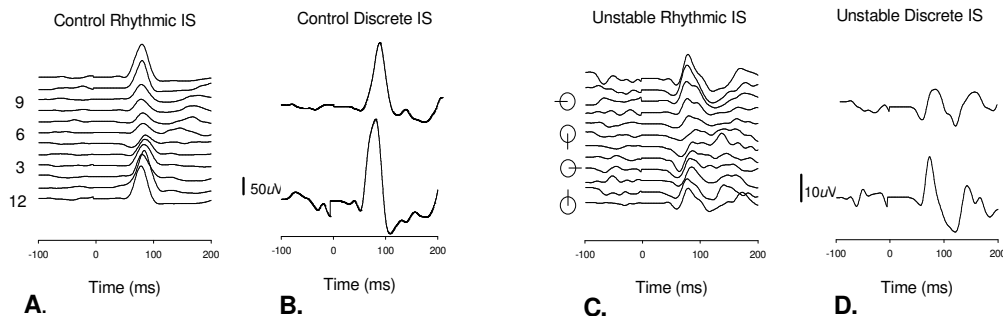 Control Rhythmic IS
Control Discrete IS
Unstable Rhythmic IS
Unstable Discrete IS
9
6
3
12
50uV
10uV
-100 0 100 200
-100 0 100 200
-100 0 100 200
-100 0 100 200
Time (ms)
Time (ms)
Time (ms)
Time (ms)
A.
B.
C.
D.